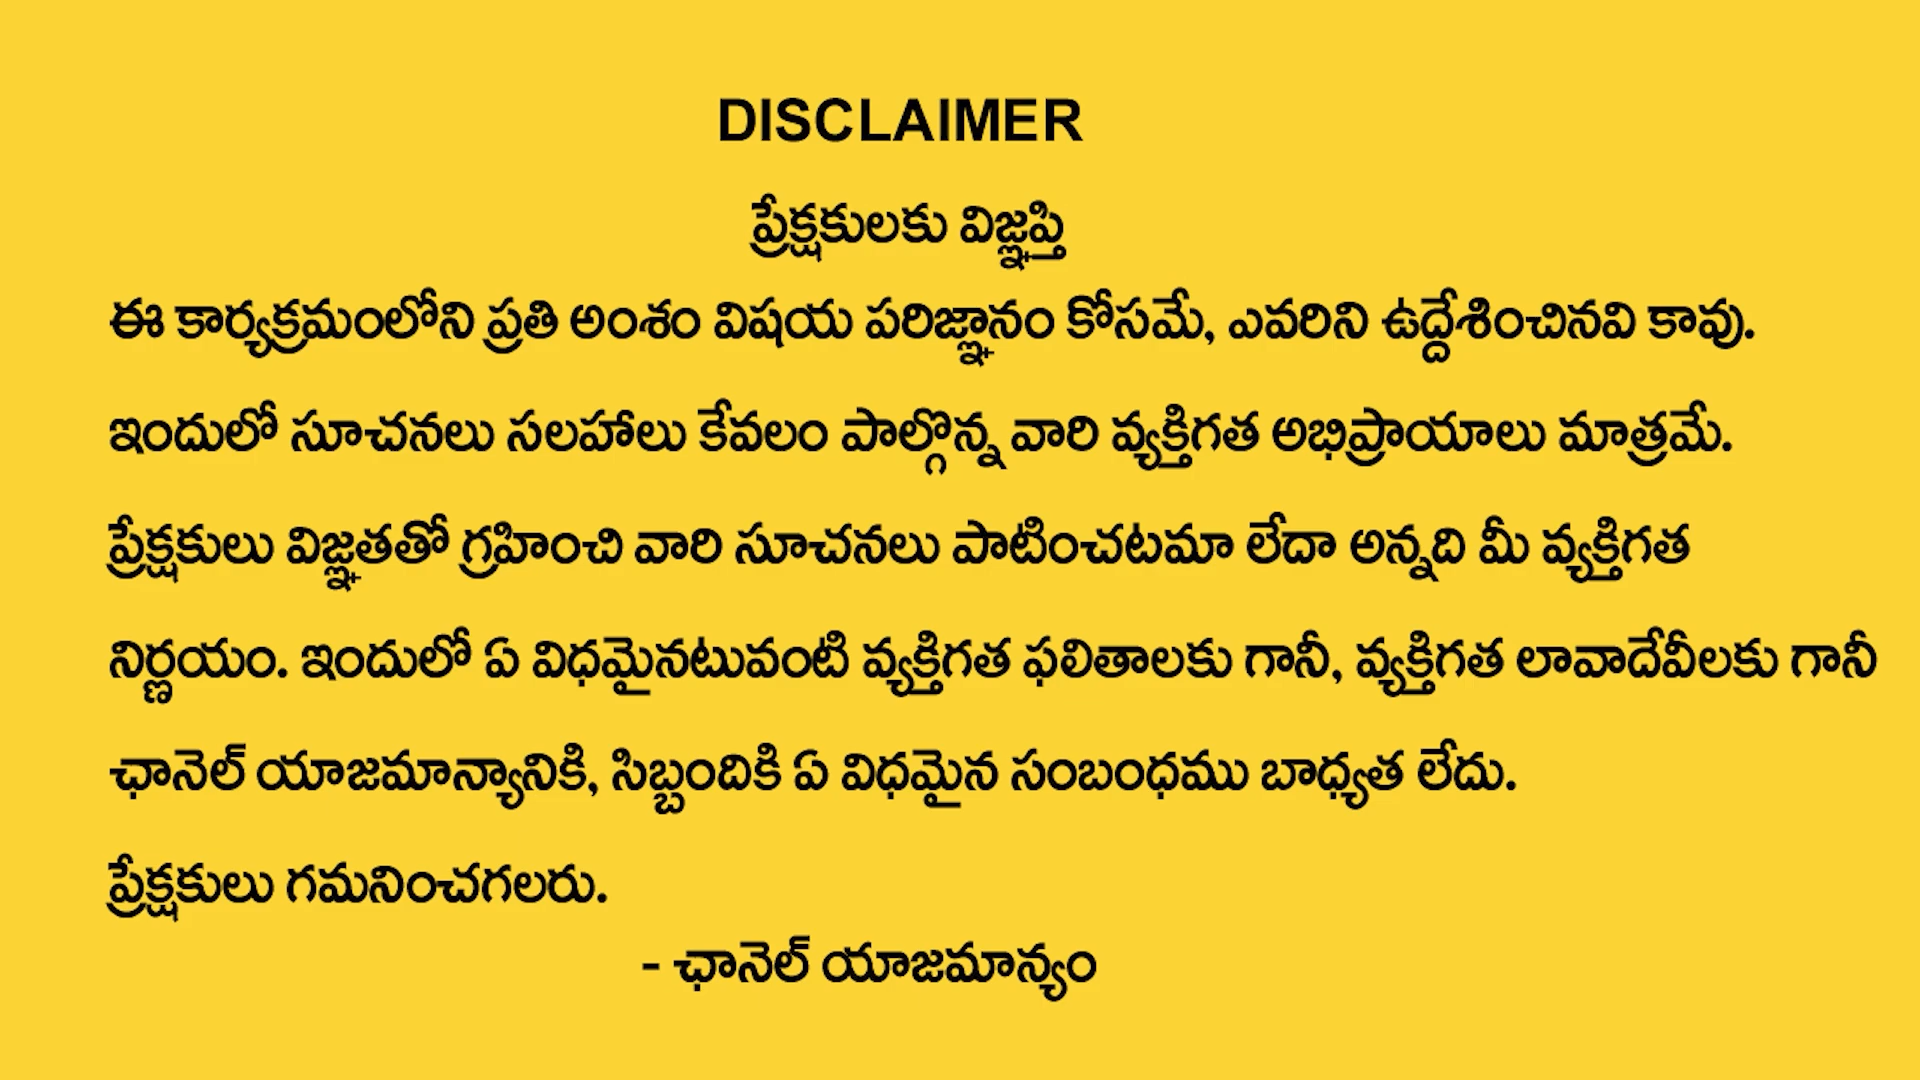 DISCLAIMER
ప్రేక్షకులకు విజ్ఞప్తి
ఈ కార్యక్రమంలోని ప్రతి అంశం విషయ పరిజ్ఞానం కోసమే, ఎవరిని ఉద్దేశించినవి కావు.
ఇందులో సూచనలు సలహాలు కేవలం పాల్గొన్న వారి వ్యక్తిగత అభిప్రాయాలు మాత్రమే.
ప్రేక్షకులు విజ్ఞతతో గ్రహించి వారి సూచనలు పాటించటమా లేదా అన్నది మీ వ్యక్తిగత
నిర్ణయం. ఇందులో ఏ విధమైనటువంటి వ్యక్తిగత ఫలితాలకు గానీ, వ్యక్తిగత లావాదేవీలకు గానీ
ఛానెల్ యాజమాన్యానికి, సిబ్బందికి ఏ విధమైన సంబంధము బాధ్యత లేదు.
ప్రేక్షకులు గమనించగలరు.
- ఛానెల్ యాజమాన్యం